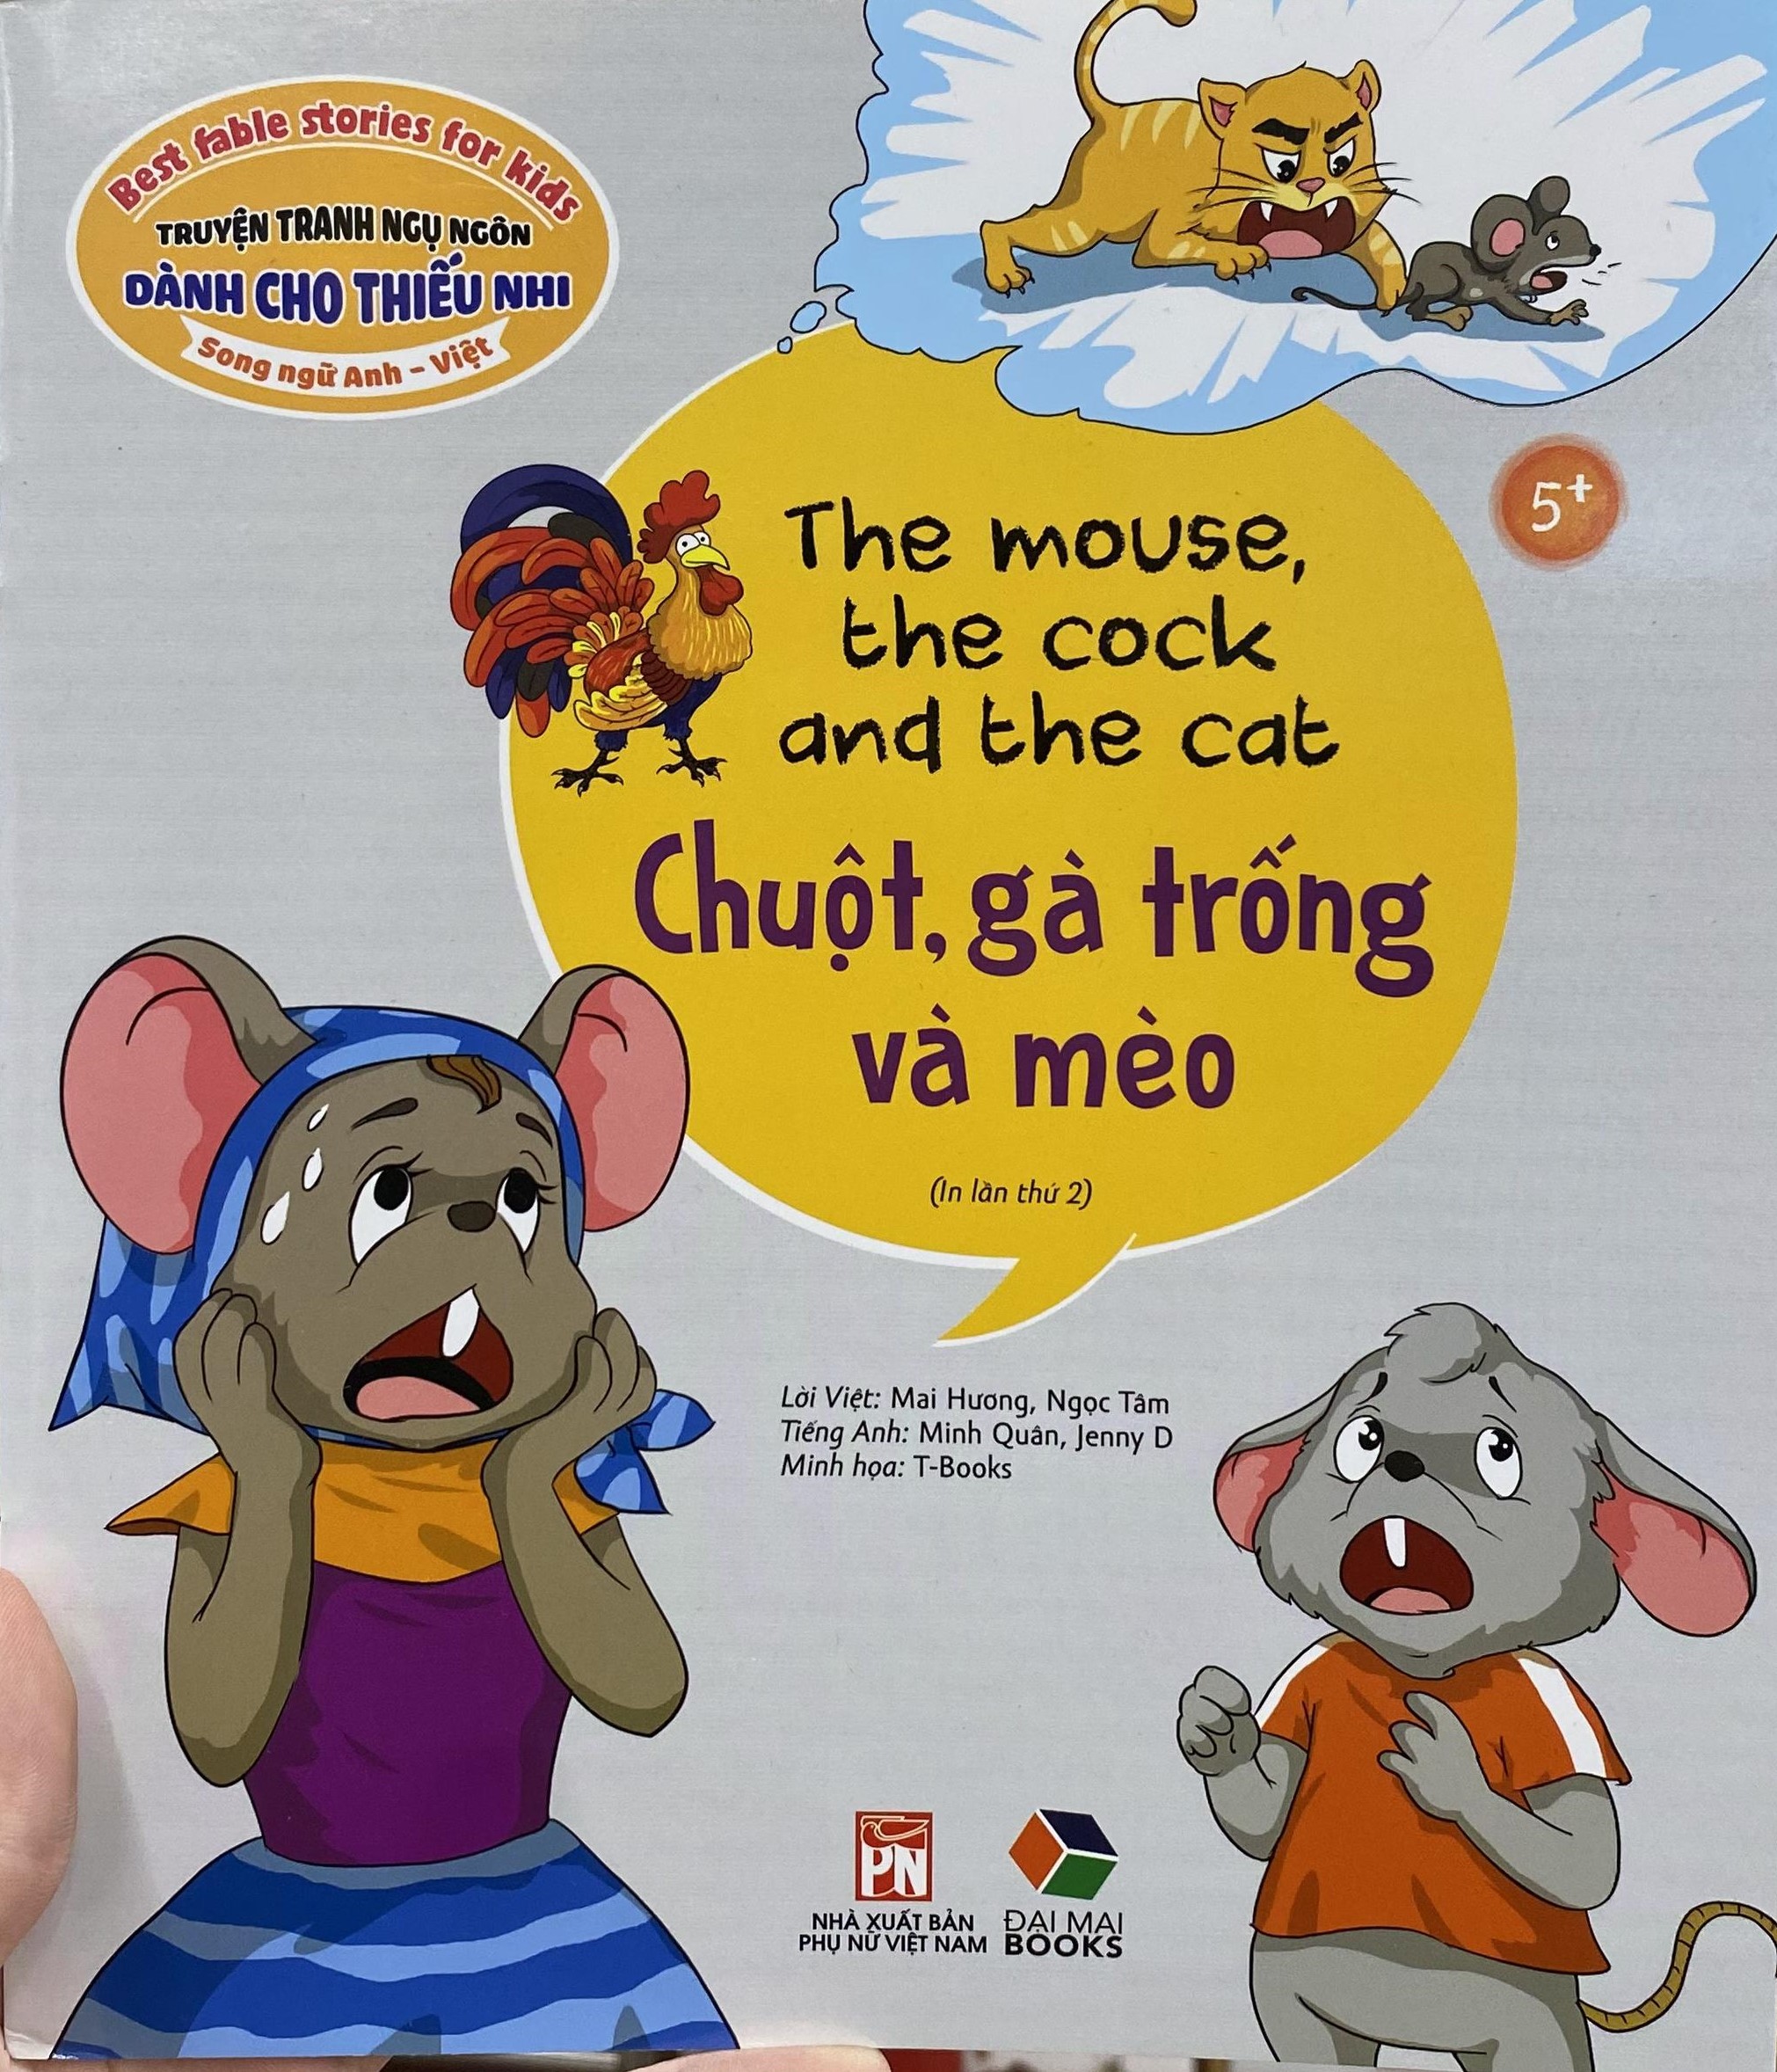 Best fable stories for kids
TRUYỆN TRANH NGỤ NGÔN
DÀNH CHO THIẾU NHI
Song ngữ Anh - Việt
5+
The mouse,
the cock
and the cat
Chuột, gà trống
và mèo
(In lần thứ 2)
Lời Việt: Mai Hương, Ngọc Tâm
Tiếng Anh: Minh Quân, Jenny D
Minh họa: T-Books
PN
NHÀ XUẤT BẢN
PHỤ NỮ VIỆT NAM
ĐẠI MAI
BOOKS